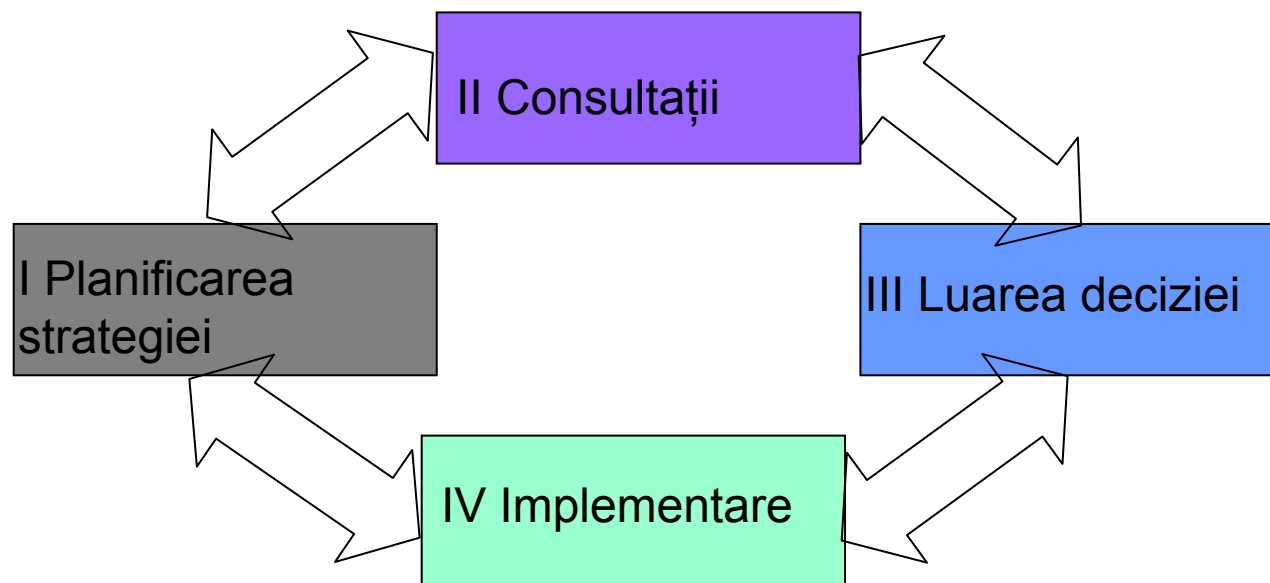 II Consultații
I Planificarea
strategiei
III Luarea deciziei
IV Implementare